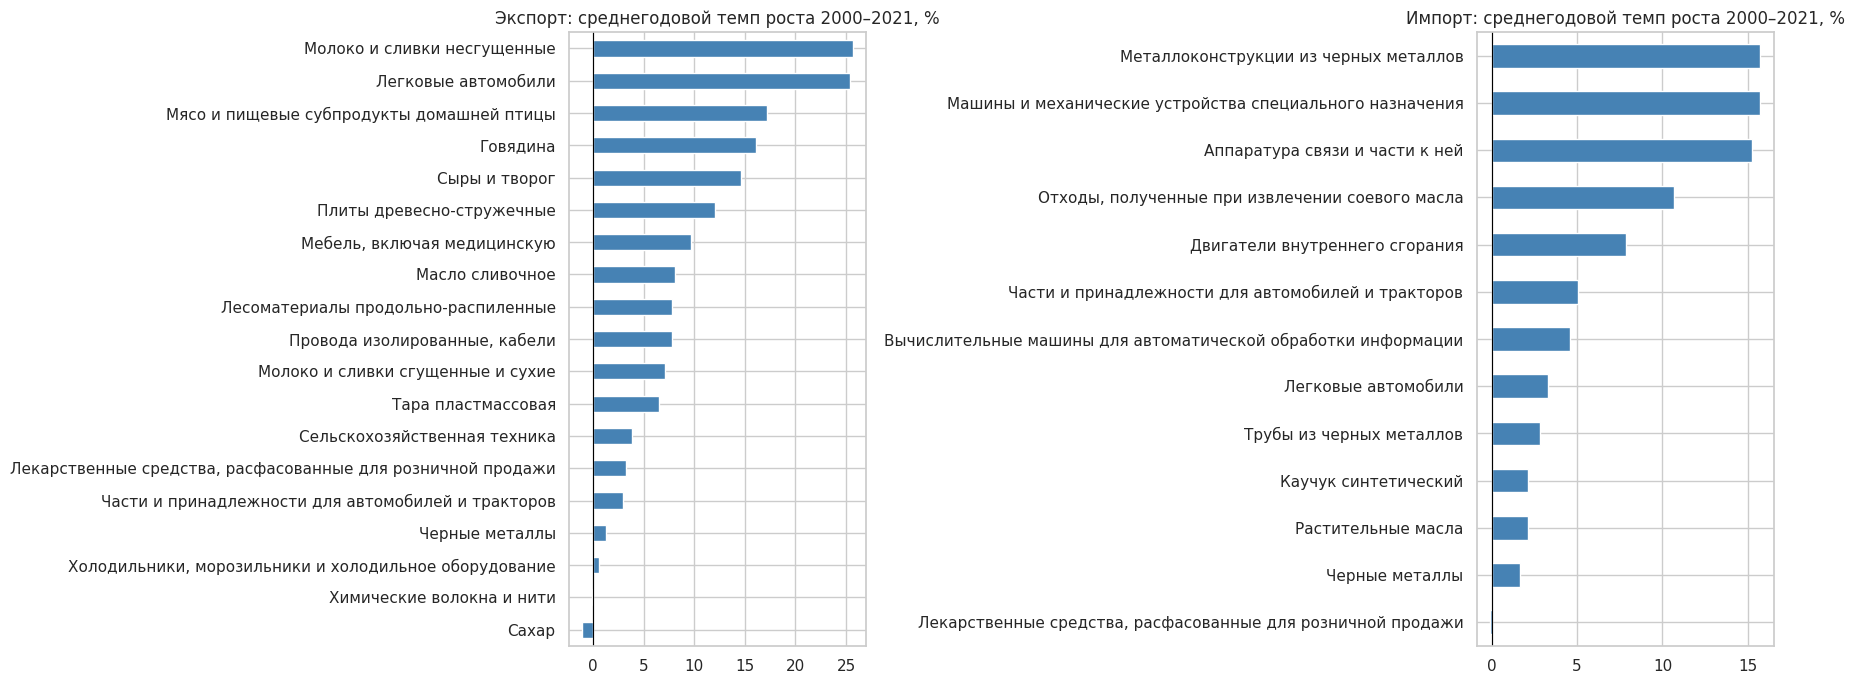 Экспорт: среднегодовой темп роста 2000–2021, %
Молоко и сливки несгущенные
Легковые автомобили
Мясо и пищевые субпродукты домашней птицы
Говядина
Сыры и творог
Плиты древесно-стружечные
Мебель, включая медицинскую
Масло сливочное
Лесоматериалы продольно-распиленные
Провода изолированные, кабели
Молоко и сливки сгущенные и сухие
Тара пластмассовая
Сельскохозяйственная техника
Лекарственные средства, расфасованные для розничной продажи
Части и принадлежности для автомобилей и тракторов
Черные металлы
Холодильники, морозильники и холодильное оборудование
Химические волокна и нити
Сахар
0 5 10 15 20 25
Импорт: среднегодовой темп роста 2000–2021, %
Металлоконструкции из черных металлов
Машины и механические устройства специального назначения
Аппаратура связи и части к ней
Отходы, полученные при извлечении соевого масла
Двигатели внутреннего сгорания
Части и принадлежности для автомобилей и тракторов
Вычислительные машины для автоматической обработки информации
Легковые автомобили
Трубы из черных металлов
Каучук синтетический
Растительные масла
Черные металлы
Лекарственные средства, расфасованные для розничной продажи
0 5 10 15